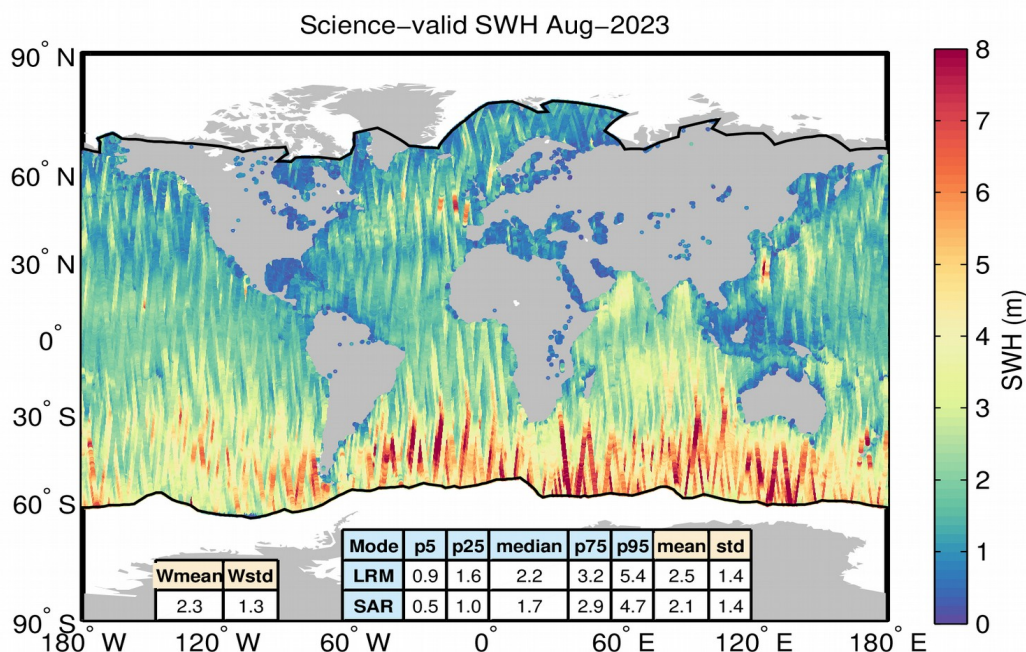 Science−valid SWH Aug−2023
90° N
60° N
30° N
0°
30° S
60° S
90° S
180° W
120° W
60° W
0°
60° E
120° E
180° E
Wmean Wstd
2.3 1.3
Mode p5 p25 median p75 p95 mean std
LRM 0.9 1.6 2.2 3.2 5.4 2.5 1.4
SAR 0.5 1.0 1.7 2.9 4.7 2.1 1.4
8
7
6
5
4
3
2
1
0
SWH (m)